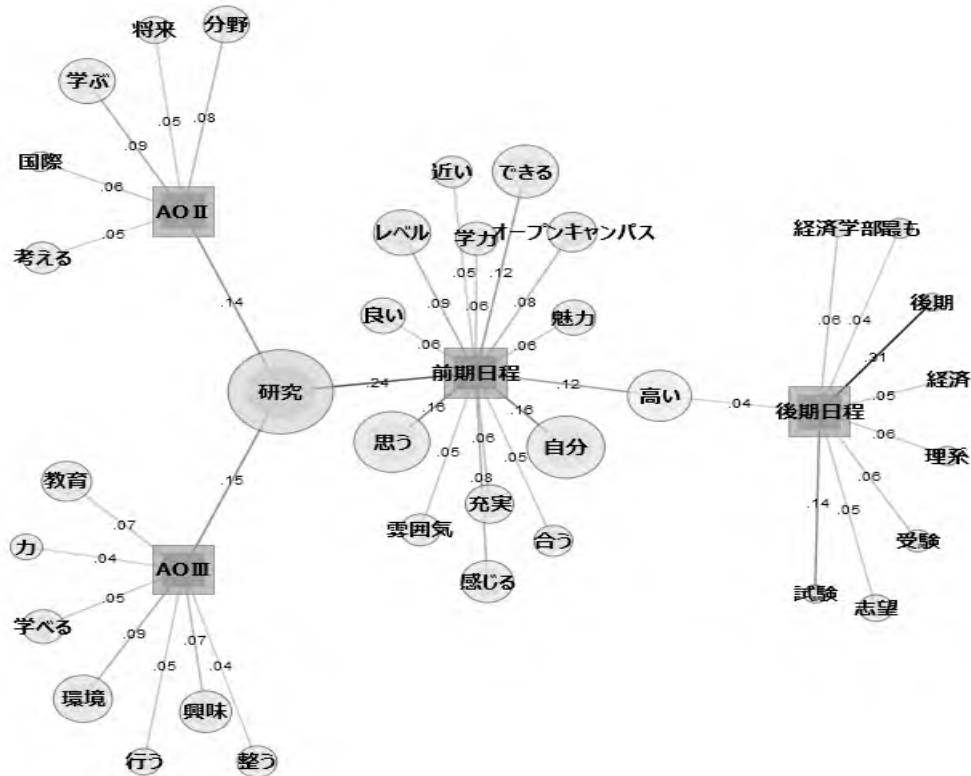 将来
分野
学ぶ
.05
.08
.09
国際
.06
AOⅡ
.05
考える
.14
研究
.15
教育
.07
力
.04
AOⅢ
.05
学べる
.09
.07
.05
.04
環境
興味
行う
整う
近い
できる
レベル
学力
オープンキャンパス
.05
.12
.09
.06
.08
良い
魅力
.06
.06
前期日程
.24
.12
高い
.04
.16
.16
思う
自分
.05
.06
.05
.08
充実
雰囲気
合う
感じる
経済学部
最も
後期
.06
.04
.31
経済
.05
後期日程
.06
理系
.06
.14
.05
受験
試験
志望